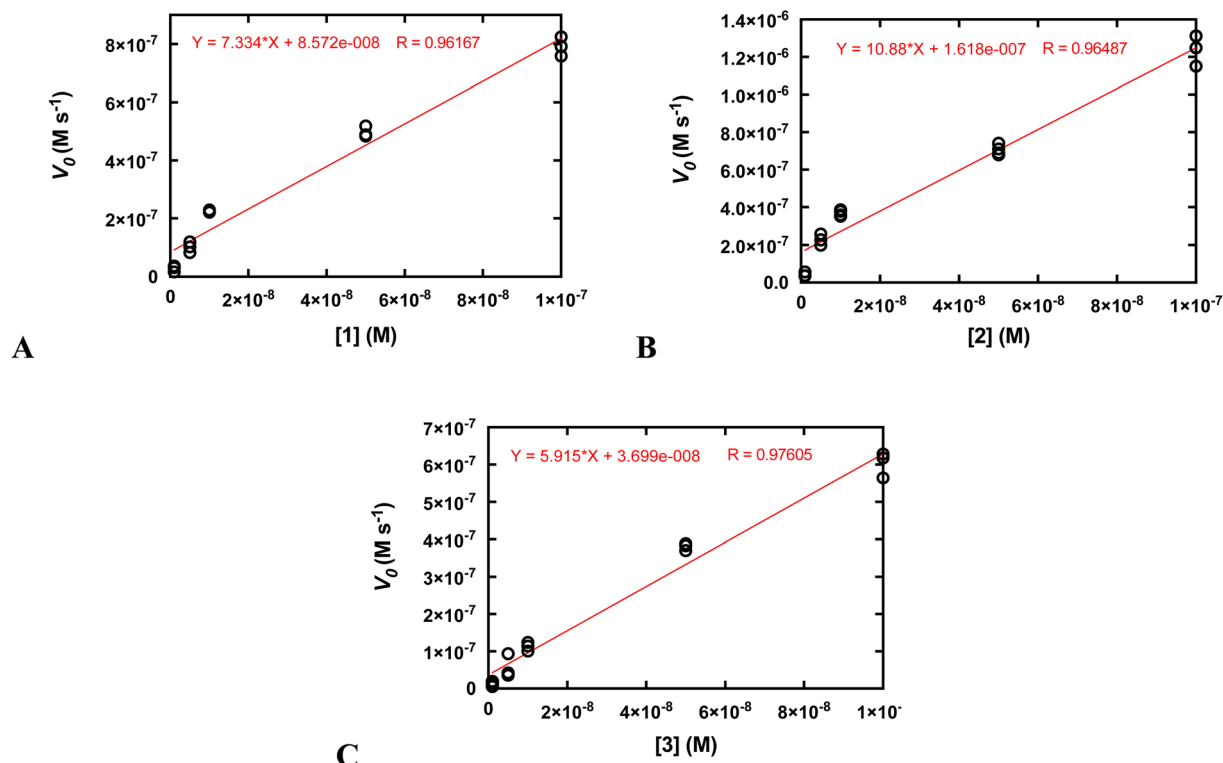 Y = 7.334*X + 8.572e-008 R = 0.96167
8×10⁻⁷
6×10⁻⁷
4×10⁻⁷
2×10⁻⁷
0
V₀ (M s⁻¹)
0 2×10⁻⁸ 4×10⁻⁸ 6×10⁻⁸ 8×10⁻⁸ 1×10⁻⁷
[1] (M)
A
Y = 10.88*X + 1.618e-007 R = 0.96487
1.4×10⁻⁶
1.2×10⁻⁶
1.0×10⁻⁶
8.0×10⁻⁷
6.0×10⁻⁷
4.0×10⁻⁷
2.0×10⁻⁷
0.0
V₀ (M s⁻¹)
0 2×10⁻⁸ 4×10⁻⁸ 6×10⁻⁸ 8×10⁻⁸ 1×10⁻⁷
[2] (M)
B
Y = 5.915*X + 3.699e-008 R = 0.97605
7×10⁻⁷
6×10⁻⁷
5×10⁻⁷
4×10⁻⁷
3×10⁻⁷
2×10⁻⁷
1×10⁻⁷
0
V₀ (M s⁻¹)
0 2×10⁻⁸ 4×10⁻⁸ 6×10⁻⁸ 8×10⁻⁸ 1×10⁻
[3] (M)
C